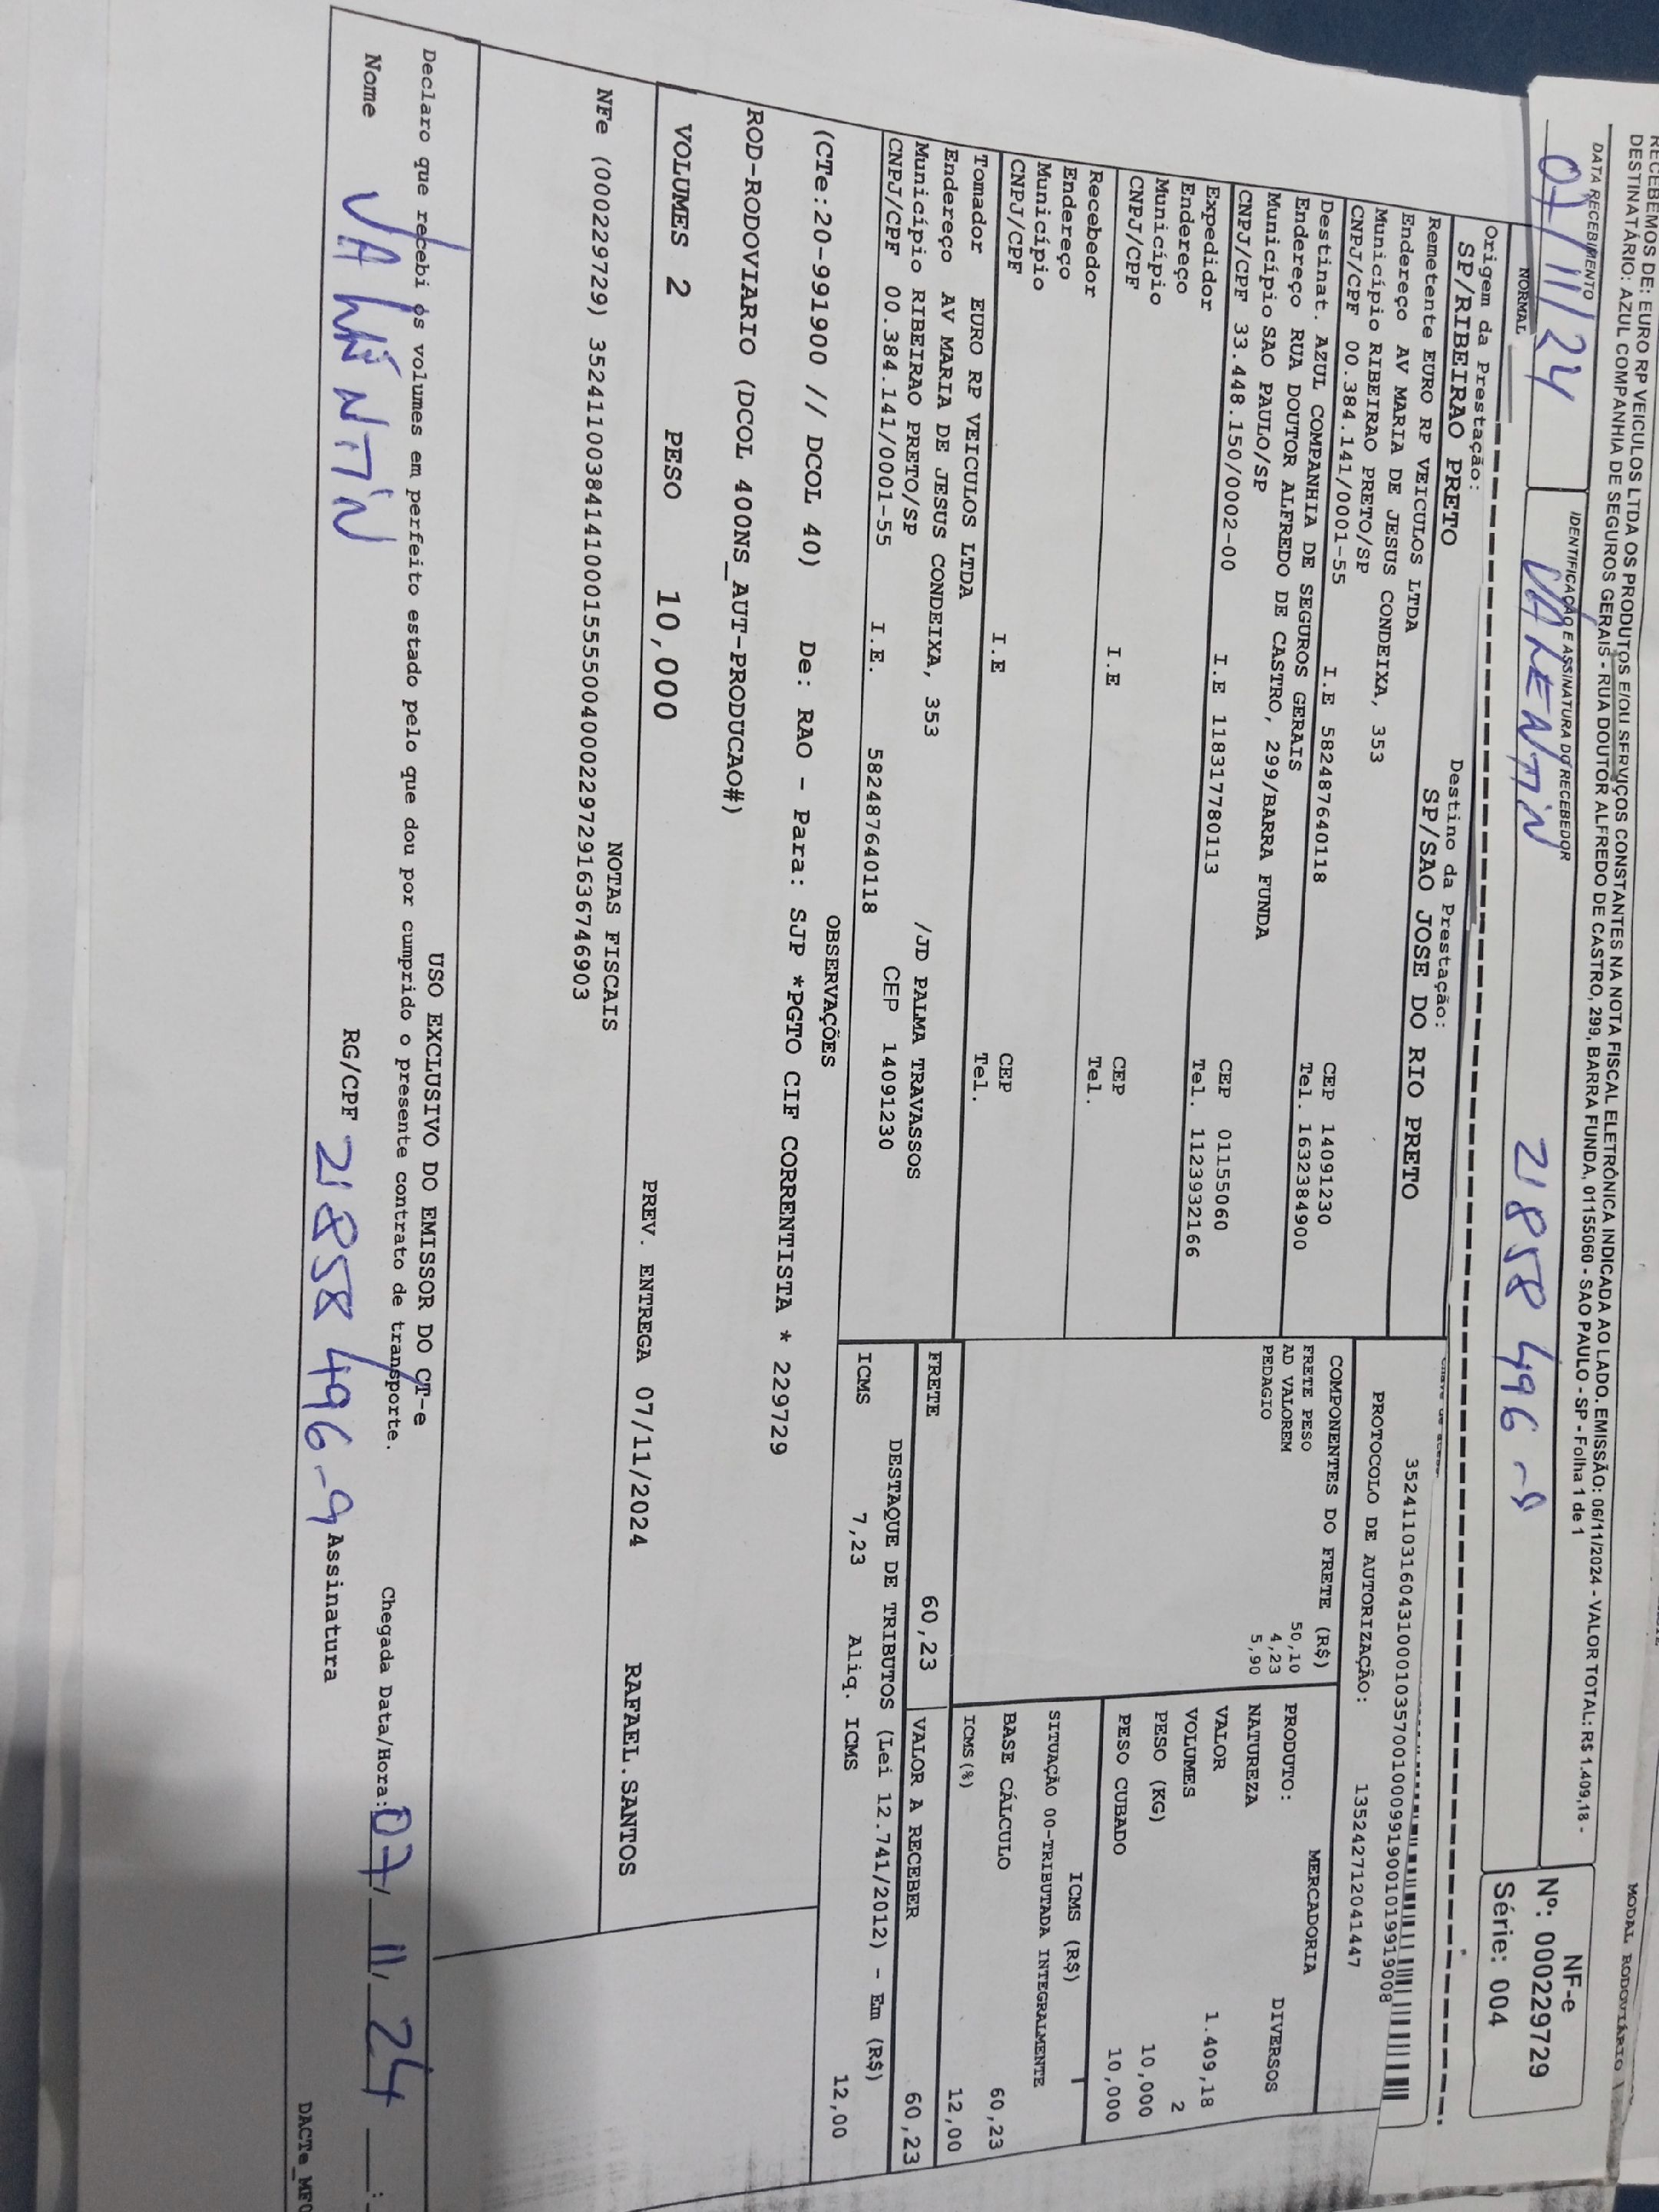 RECEBEMOS DE: EURO RP VEICULOS LTDA OS PRODUTOS E/OU SERVIÇOS CONSTANTES NA NOTA FISCAL ELETRÔNICA INDICADA AO LADO. EMISSÃO: 06/11/2024 - VALOR TOTAL: R$ 1.409,18 -
DESTINATÁRIO: AZUL COMPANHIA DE SEGUROS GERAIS - RUA DOUTOR ALFREDO DE CASTRO, 299, BARRA FUNDA, 01155060 - SAO PAULO - SP - Folha 1 de 1
MODAL RODOVIÁRIO
DATA RECEBIMENTO
IDENTIFICAÇÃO E ASSINATURA DO RECEBEDOR
07/11/24 VALENTIN 21858 496-9
NF-e
Nº: 000229729
Série: 004
NORMAL
Origem da Prestação:
SP/RIBEIRAO PRETO
Destino da Prestação:
SP/SAO JOSE DO RIO PRETO
35241103160431000103570010009919001019919008
PROTOCOLO DE AUTORIZAÇÃO: 135242712041447
Remetente EURO RP VEICULOS LTDA
Endereço AV MARIA DE JESUS CONDEIXA, 353
Município RIBEIRAO PRETO/SP CEP 14091230
CNPJ/CPF 00.384.141/0001-55 I.E 582487640118 Tel. 1632384900
Destinat. AZUL COMPANHIA DE SEGUROS GERAIS
Endereço RUA DOUTOR ALFREDO DE CASTRO, 299/BARRA FUNDA
Município SAO PAULO/SP CEP 01155060
CNPJ/CPF 33.448.150/0002-00 I.E 118317780113 Tel. 1123932166
Expedidor
Endereço
Município CEP
CNPJ/CPF I.E Tel.
Recebedor
Endereço
Município CEP
CNPJ/CPF I.E Tel.
Tomador EURO RP VEICULOS LTDA
Endereço AV MARIA DE JESUS CONDEIXA, 353 /JD PALMA TRAVASSOS
Município RIBEIRAO PRETO/SP CEP 14091230
CNPJ/CPF 00.384.141/0001-55 I.E. 582487640118
COMPONENTES DO FRETE (R$)
FRETE PESO 50,10
AD VALOREM 4,23
PEDAGIO 5,90
MERCADORIA
PRODUTO:
NATUREZA DIVERSOS
VALOR 1.409,18
VOLUMES 2
PESO (KG) 10,000
PESO CUBADO 10,000
ICMS (R$)
SITUAÇÃO 00-TRIBUTADA INTEGRALMENTE
BASE CÁLCULO 60,23
ICMS (%) 12,00
FRETE 60,23 VALOR A RECEBER 60,23
DESTAQUE DE TRIBUTOS (Lei 12.741/2012) - Em (R$)
ICMS 7,23 Aliq. ICMS 12,00
OBSERVAÇÕES
(CTe:20-991900 // DCOL 40) De: RAO - Para: SJP *PGTO CIF CORRENTISTA * 229729
ROD-RODOVIARIO (DCOL 400NS_AUT-PRODUCAO#)
VOLUMES 2 PESO 10,000 PREV. ENTREGA 07/11/2024 RAFAEL.SANTOS
NOTAS FISCAIS
NFe (000229729) 35241100384141000155550040002297291636746903
USO EXCLUSIVO DO EMISSOR DO CT-e
Declaro que recebi os volumes em perfeito estado pelo que dou por cumprido o presente contrato de transporte.
Chegada Data/Hora: 07/ 11/ 24 __:
Nome VALENTIN RG/CPF 21858 496-9 Assinatura